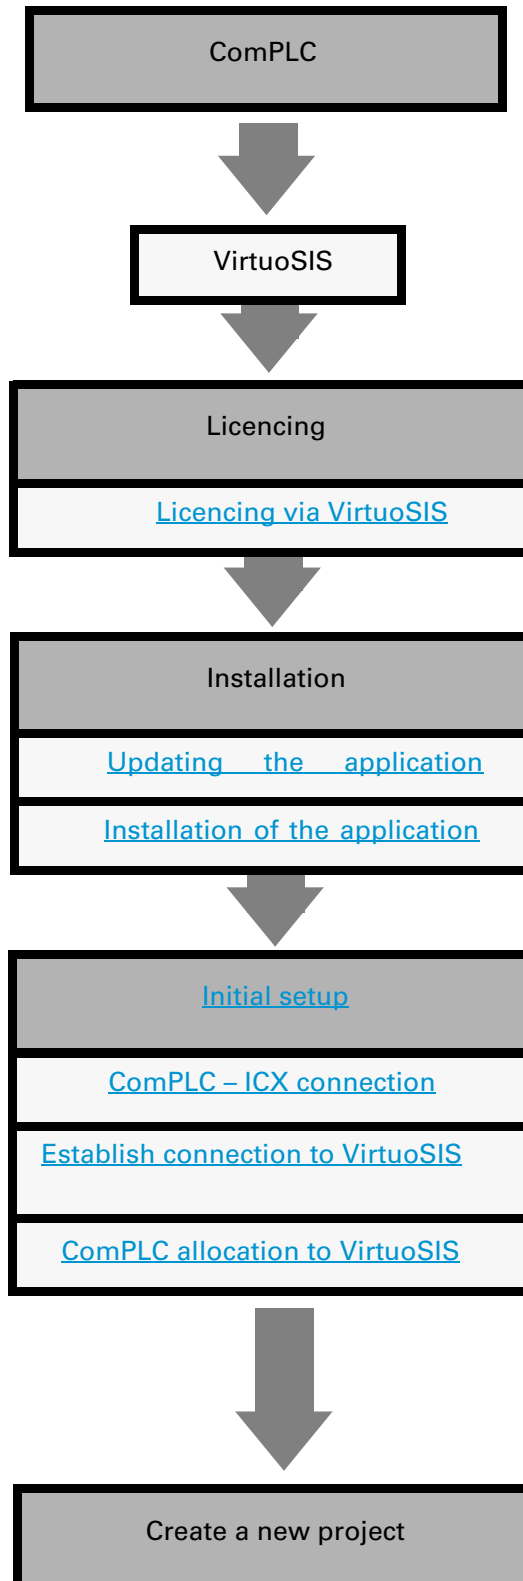 ComPLC
VirtuoSIS
Licencing
Licencing via VirtuoSIS
Installation
Updating the application
Installation of the application
Initial setup
ComPLC – ICX connection
Establish connection to VirtuoSIS
ComPLC allocation to VirtuoSIS
Create a new project